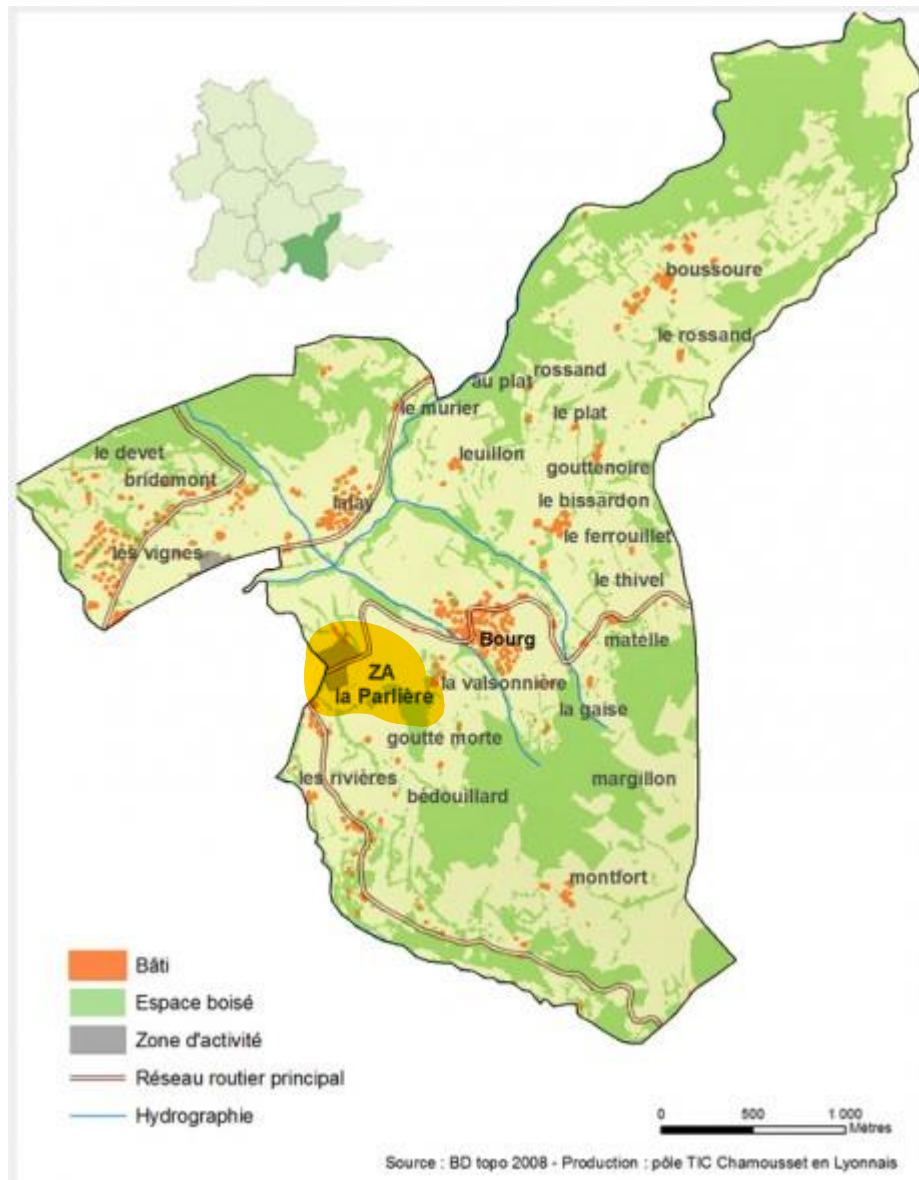 boussoure
le rossand
rossand
au plat
le murier
le plat
leuillon
gouttenoire
le devet
bridemont
le bissardon
le ferrouillet
les vignes
le thivel
Bourg
matelle
ZA
la Parlière
la valsonnière
la gaise
goutte morte
les rivières
margillon
bédouillard
montfort
Bâti
Espace boisé
Zone d'activité
Réseau routier principal
Hydrographie
0 500 1 000
Mètres
Source : BD topo 2008 - Production : pôle TIC Chamousset en Lyonnais